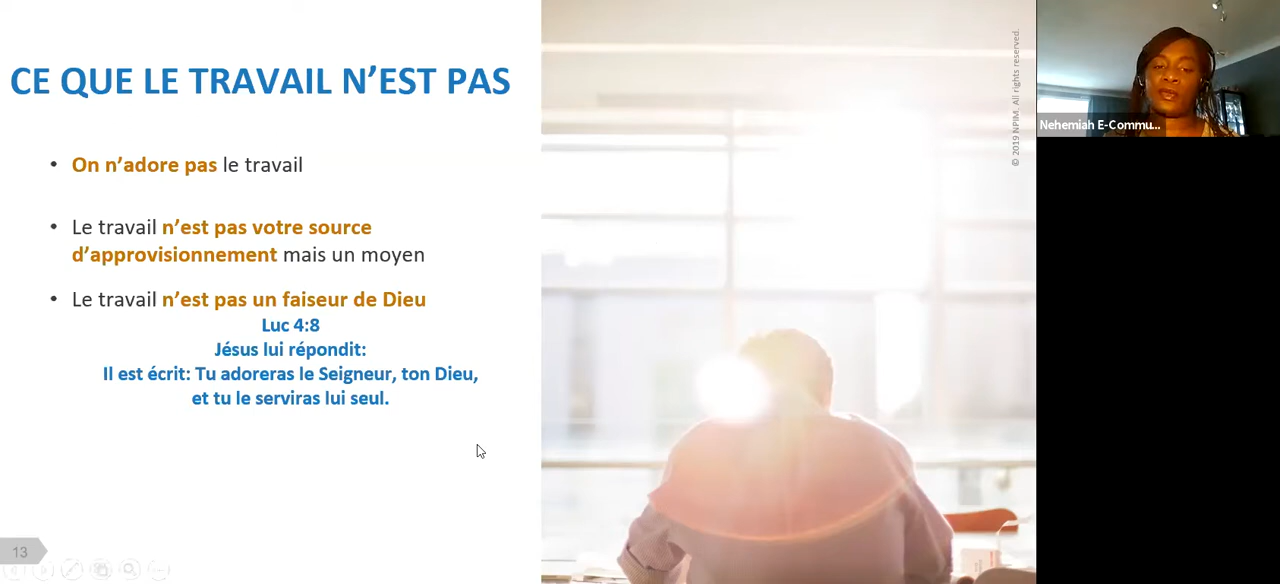 CE QUE LE TRAVAIL N’EST PAS
• On n’adore pas le travail
• Le travail n’est pas votre source
d’approvisionnement mais un moyen
• Le travail n’est pas un faiseur de Dieu
Luc 4:8
Jésus lui répondit:
Il est écrit: Tu adoreras le Seigneur, ton Dieu,
et tu le serviras lui seul.
13
© 2019 NPIM. All rights reserved.
Nehemiah E-Commu...